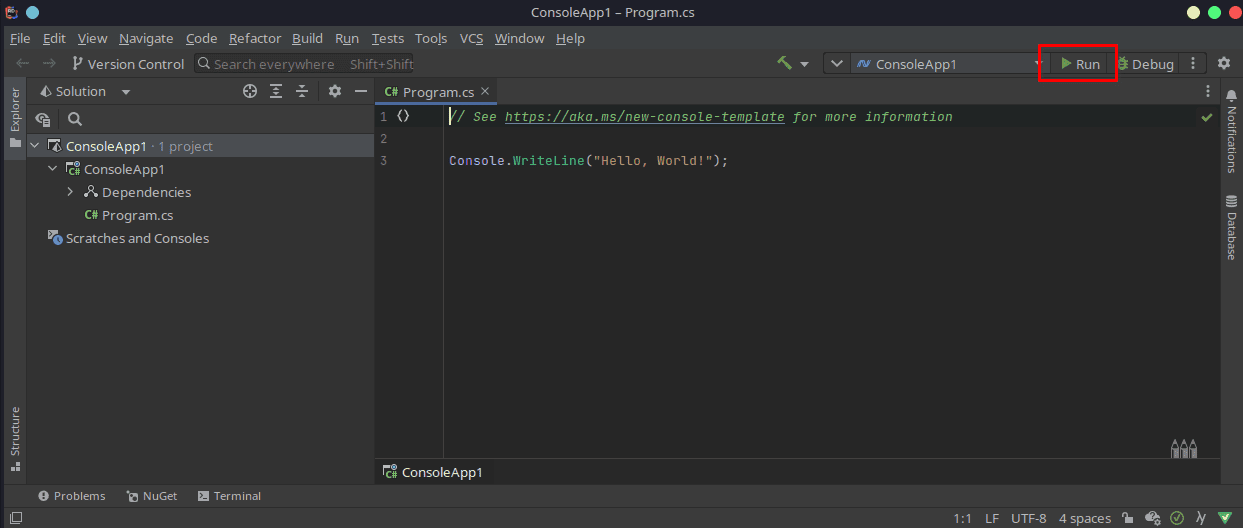 ConsoleApp1 – Program.cs
File Edit View Navigate Code Refactor Build Run Tests Tools VCS Window Help
Version Control Search everywhere Shift+Shift ConsoleApp1 Run Debug
Explorer
Solution
C# Program.cs
ConsoleApp1 · 1 project
ConsoleApp1
Dependencies
C# Program.cs
Scratches and Consoles
1 // See https://aka.ms/new-console-template for more information
2
3 Console.WriteLine("Hello, World!");
Notifications
Database
Structure
ConsoleApp1
Problems NuGet Terminal
1:1 LF UTF-8 4 spaces